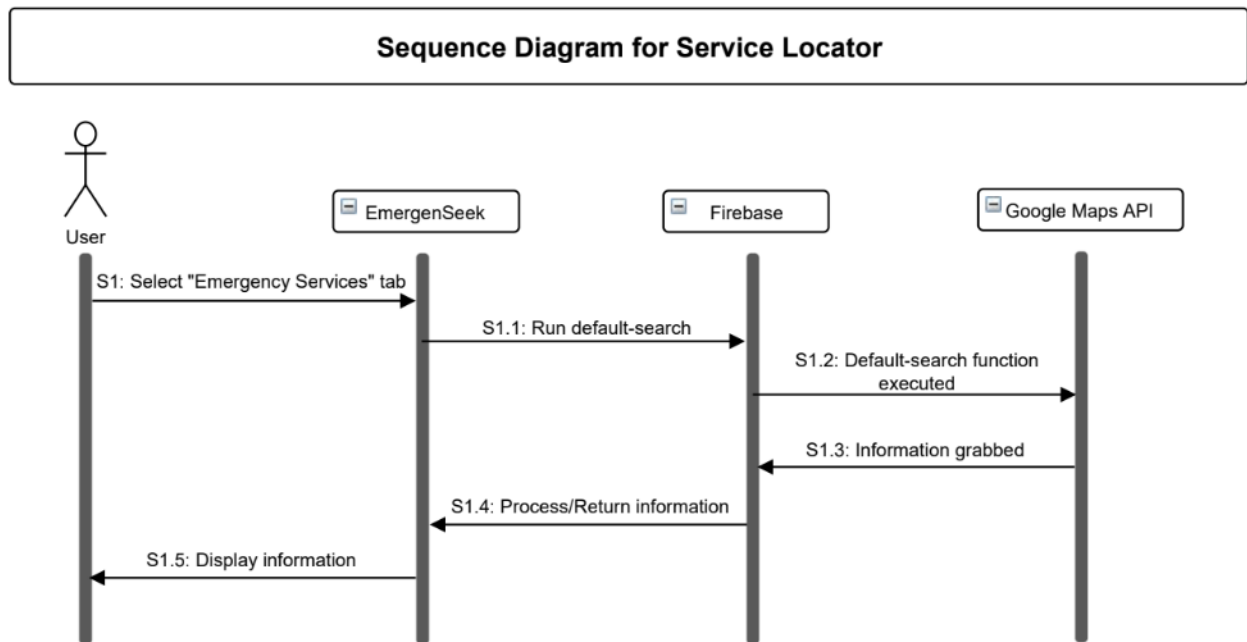 Sequence Diagram for Service Locator
User
EmergenSeek
Firebase
Google Maps API
S1: Select "Emergency Services" tab
S1.1: Run default-search
S1.2: Default-search function
executed
S1.3: Information grabbed
S1.4: Process/Return information
S1.5: Display information